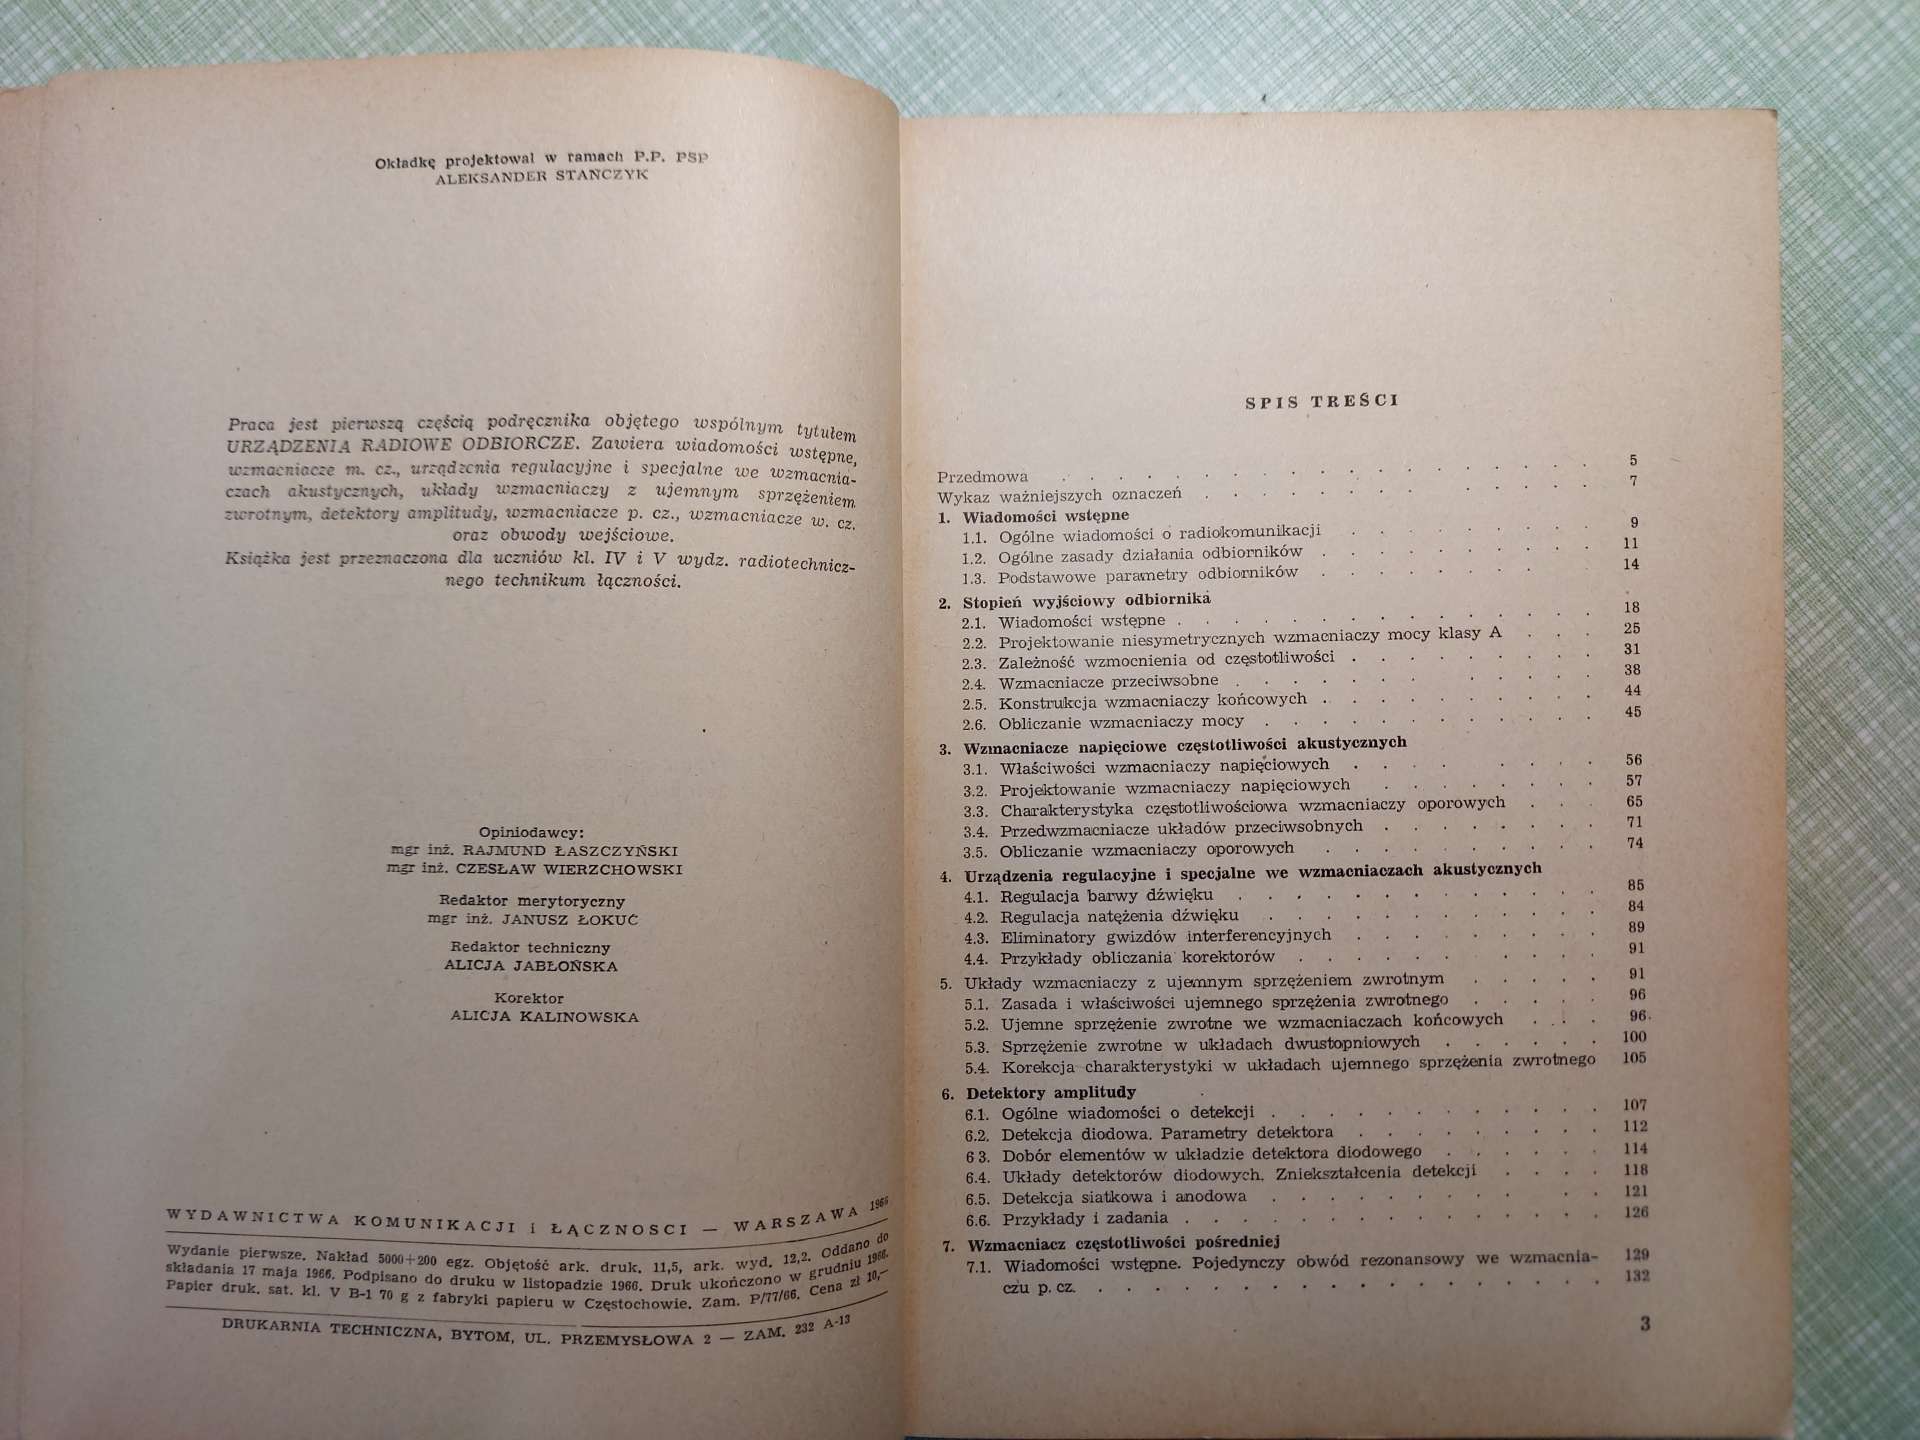 Okładkę projektował w ramach P.P. PSP
ALEKSANDER STAŃCZYK
Praca jest pierwszą częścią podręcznika objętego wspólnym tytułem
URZĄDZENIA RADIOWE ODBIORCZE. Zawiera wiadomości wstępne,
wzmacniacze m. cz., urządzenia regulacyjne i specjalne we wzmacnia-
czach akustycznych, układy wzmacniaczy z ujemnym sprzężeniem
zwrotnym, detektory amplitudy, wzmacniacze p. cz., wzmacniacze w. cz.
oraz obwody wejściowe.
Książka jest przeznaczona dla uczniów kl. IV i V wydz. radiotechnicz-
nego technikum łączności.
Opiniodawcy:
mgr inż. RAJMUND ŁASZCZYŃSKI
mgr inż. CZESŁAW WIERZCHOWSKI
Redaktor merytoryczny
mgr inż. JANUSZ ŁOKUĆ
Redaktor techniczny
ALICJA JABŁOŃSKA
Korektor
ALICJA KALINOWSKA
WYDAWNICTWA KOMUNIKACJI i ŁĄCZNOSCI — WARSZAWA 1966
Wydanie pierwsze. Nakład 5000+200 egz. Objętość ark. druk. 11,5, ark. wyd. 12,2. Oddano do
składania 17 maja 1966. Podpisano do druku w listopadzie 1966. Druk ukończono w grudniu 1966.
Papier druk. sat. kl. V B-1 70 g z fabryki papieru w Częstochowie. Zam. P/77/66. Cena zł 10,—
DRUKARNIA TECHNICZNA, BYTOM, UL. PRZEMYSŁOWA 2 — ZAM. 232 A-13
SPIS TREŚCI
Przedmowa . . . . . . . . . . . . . . . . . . 5
Wykaz ważniejszych oznaczeń . . . . . . . . . . . . . 7
1. Wiadomości wstępne
1.1. Ogólne wiadomości o radiokomunikacji . . . . . . . . . 9
1.2. Ogólne zasady działania odbiorników . . . . . . . . . . 11
1.3. Podstawowe parametry odbiorników . . . . . . . . 14
2. Stopień wyjściowy odbiornika
2.1. Wiadomości wstępne . . . . . . . . . . . . . . . 18
2.2. Projektowanie niesymetrycznych wzmacniaczy mocy klasy A . . . 25
2.3. Zależność wzmocnienia od częstotliwości . . . . . . . . . 31
2.4. Wzmacniacze przeciwsobne . . . . . . . . . . . . 38
2.5. Konstrukcja wzmacniaczy końcowych . . . . . . . . . . 44
2.6. Obliczanie wzmacniaczy mocy . . . . . . . . . . . . 45
3. Wzmacniacze napięciowe częstotliwości akustycznych
3.1. Właściwości wzmacniaczy napięciowych . . . . . . . . 56
3.2. Projektowanie wzmacniaczy napięciowych . . . . . . . . 57
3.3. Charakterystyka częstotliwościowa wzmacniaczy oporowych . . . 65
3.4. Przedwzmacniacze układów przeciwsobnych . . . . . . . . 71
3.5. Obliczanie wzmacniaczy oporowych . . . . . . . . . . 74
4. Urządzenia regulacyjne i specjalne we wzmacniaczach akustycznych
4.1. Regulacja barwy dźwięku . . . . . . . . . . . . . 85
4.2. Regulacja natężenia dźwięku . . . . . . . . . . . . 84
4.3. Eliminatory gwizdów interferencyjnych . . . . . . . . . 89
4.4. Przykłady obliczania korektorów . . . . . . . . . . 91
5. Układy wzmacniaczy z ujemnym sprzężeniem zwrotnym . . . . . 91
5.1. Zasada i właściwości ujemnego sprzężenia zwrotnego . . . . . 96
5.2. Ujemne sprzężenie zwrotne we wzmacniaczach końcowych . . . 96
5.3. Sprzężenie zwrotne w układach dwustopniowych . . . . . . 100
5.4. Korekcja charakterystyki w układach ujemnego sprzężenia zwrotnego 105
6. Detektory amplitudy
6.1. Ogólne wiadomości o detekcji . . . . . . . . . . . . 107
6.2. Detekcja diodowa. Parametry detektora . . . . . . . . . 112
6 3. Dobór elementów w układzie detektora diodowego . . . . . . 114
6.4. Układy detektorów diodowych. Zniekształcenia detekcji . . . . 118
6.5. Detekcja siatkowa i anodowa . . . . . . . . . . . 121
6.6. Przykłady i zadania . . . . . . . . . . . . . . . 126
7. Wzmacniacz częstotliwości pośredniej
7.1. Wiadomości wstępne. Pojedynczy obwód rezonansowy we wzmacnia- 129
czu p. cz. . . . . . . . . . . . . . . . . . . 132
3